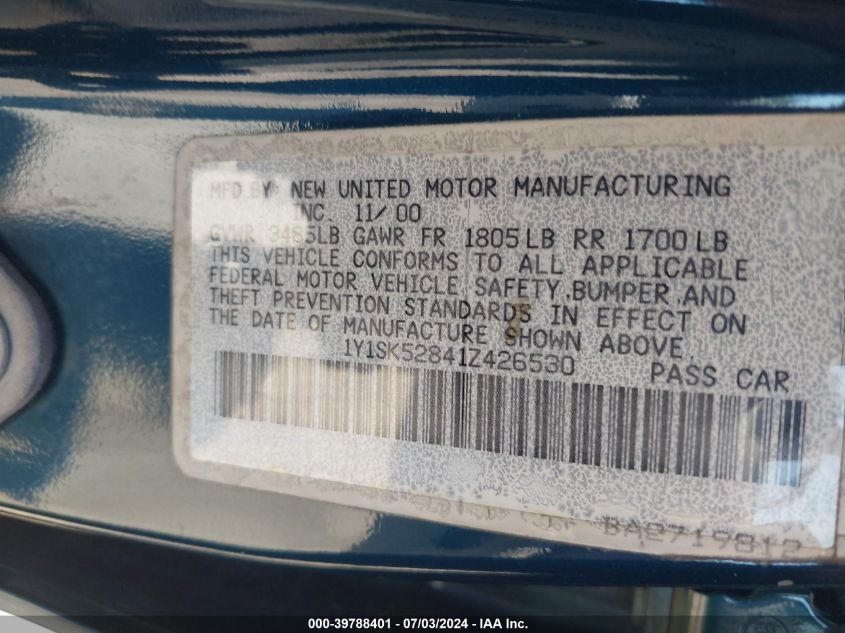 MFD BY: NEW UNITED MOTOR MANUFACTURING
INC. 11/00
GVWR 3485LB GAWR FR 1805LB RR 1700LB
THIS VEHICLE CONFORMS TO ALL APPLICABLE
FEDERAL MOTOR VEHICLE SAFETY,BUMPER,AND
THEFT PREVENTION STANDARDS IN EFFECT ON
THE DATE OF MANUFACTURE SHOWN ABOVE.
1Y1SK52841Z426530 PASS CAR
BAE719812
000-39788401 - 07/03/2024 - IAAI.com